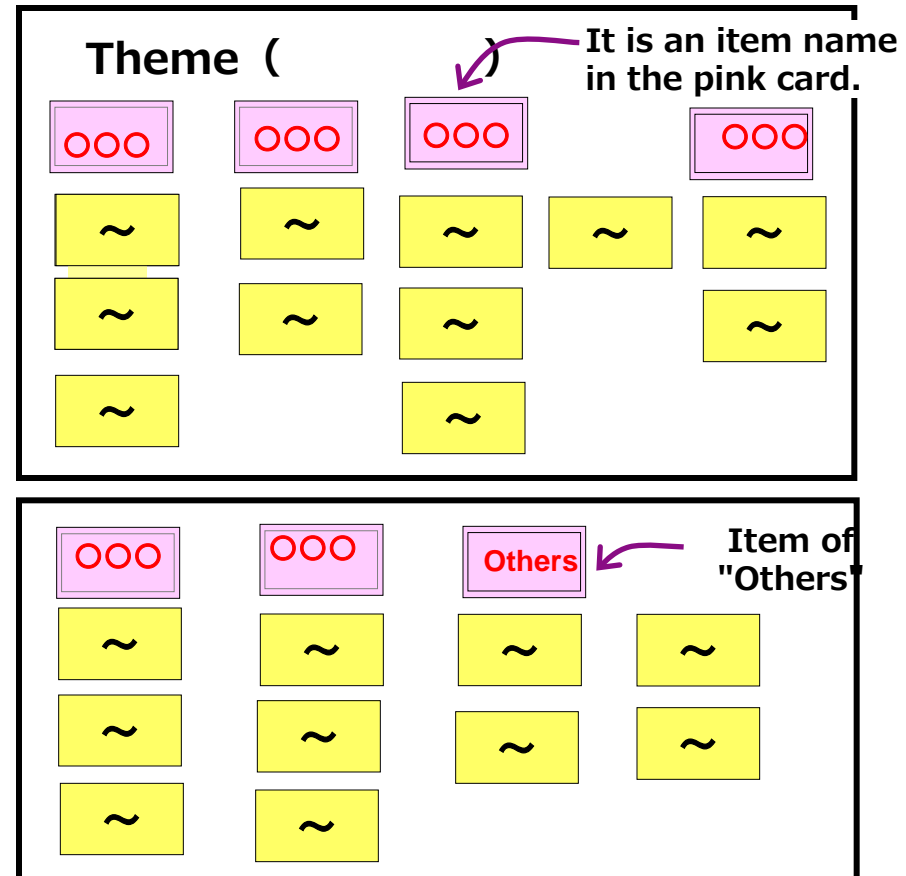 Theme ( )
It is an item name
in the pink card.
○○○ ○○○ ○○○ ○○○
~ ~ ~ ~ ~
~ ~ ~ ~
~ ~
○○○ ○○○ Others
Item of
"Others"
~ ~ ~ ~
~ ~ ~ ~
~ ~